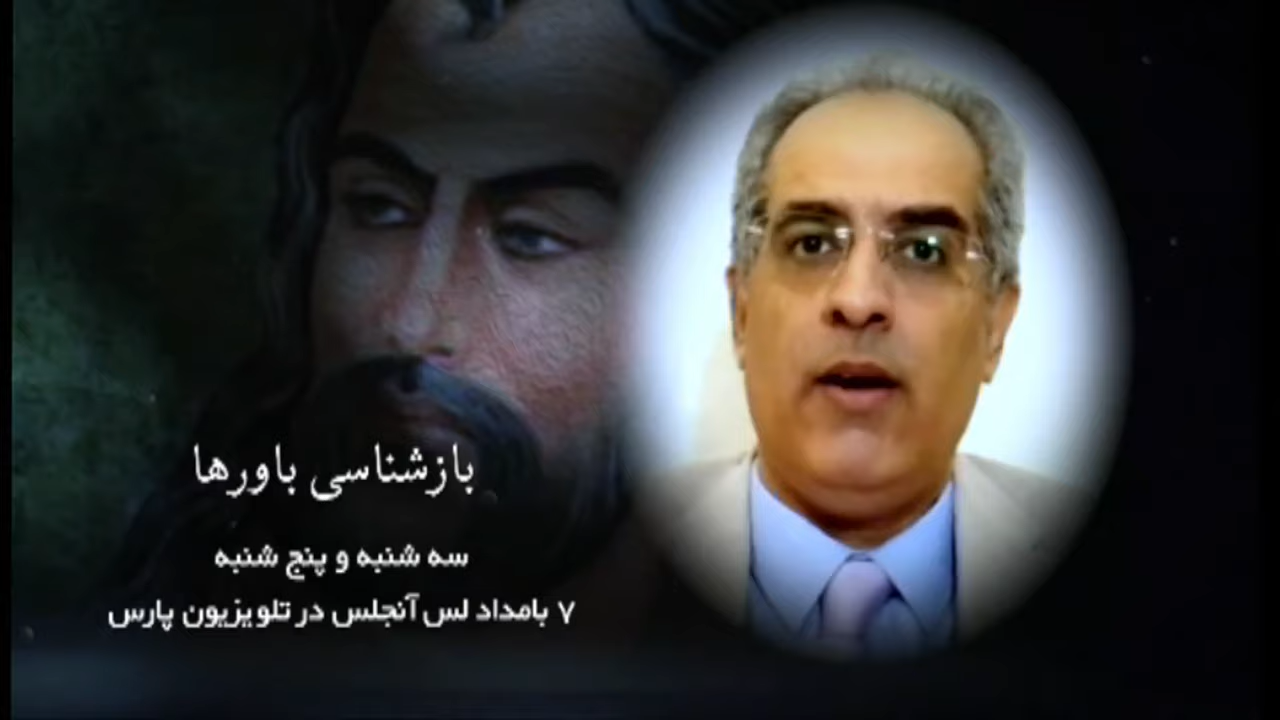 بازشناسی باورها
سه شنبه و پنج شنبه
۷ بامداد لس آنجلس در تلویزیون پارس